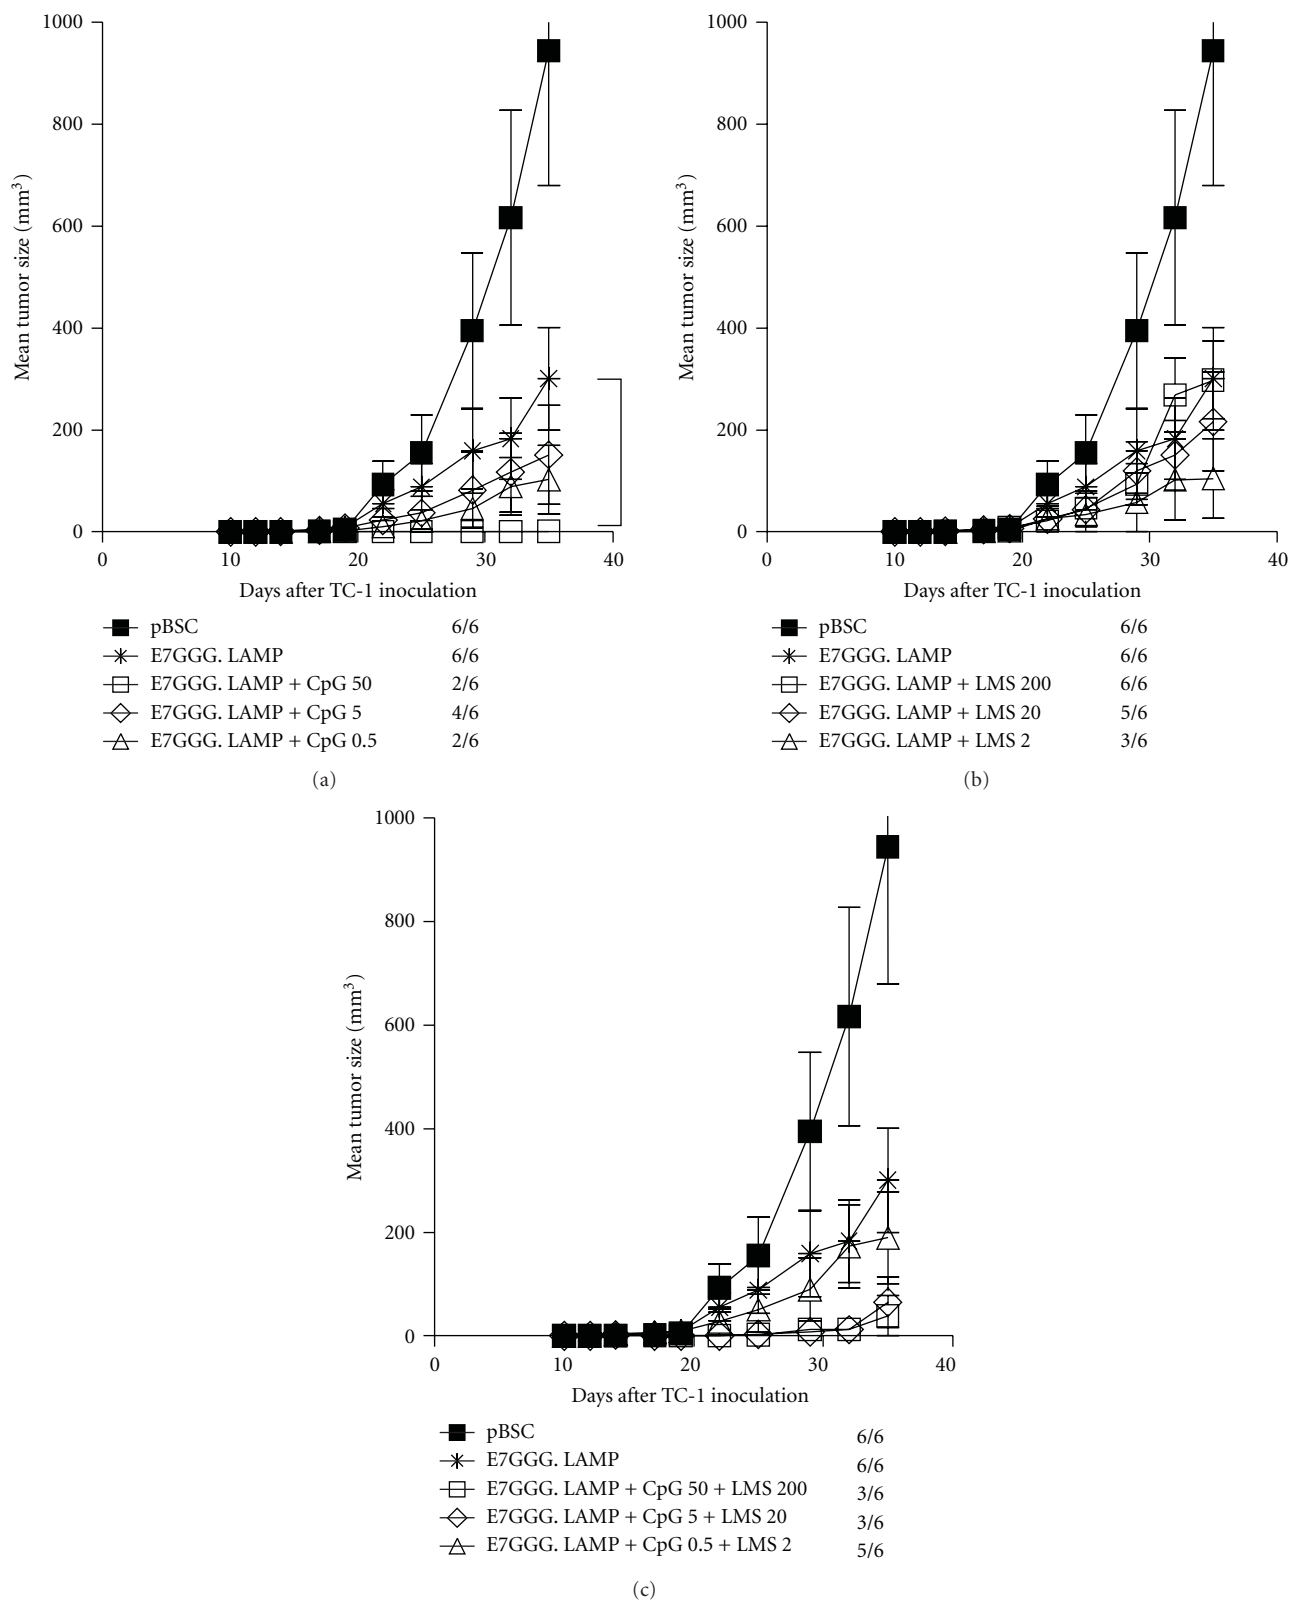 1000
800
600
400
200
0
Mean tumor size (mm³)
0 10 20 30 40
Days after TC-1 inoculation
pBSC 6/6
E7GGG. LAMP 6/6
E7GGG. LAMP + CpG 50 2/6
E7GGG. LAMP + CpG 5 4/6
E7GGG. LAMP + CpG 0.5 2/6
(a)
1000
800
600
400
200
0
Mean tumor size (mm³)
0 10 20 30 40
Days after TC-1 inoculation
pBSC 6/6
E7GGG. LAMP 6/6
E7GGG. LAMP + LMS 200 6/6
E7GGG. LAMP + LMS 20 5/6
E7GGG. LAMP + LMS 2 3/6
(b)
1000
800
600
400
200
0
Mean tumor size (mm³)
0 10 20 30 40
Days after TC-1 inoculation
pBSC 6/6
E7GGG. LAMP 6/6
E7GGG. LAMP + CpG 50 + LMS 200 3/6
E7GGG. LAMP + CpG 5 + LMS 20 3/6
E7GGG. LAMP + CpG 0.5 + LMS 2 5/6
(c)